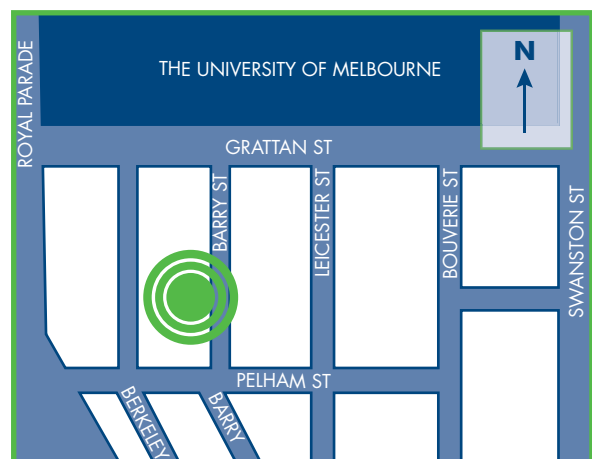 THE UNIVERSITY OF MELBOURNE
N
ROYAL PARADE
GRATTAN ST
BARRY ST
LEICESTER ST
BOUVERIE ST
SWANSTON ST
PELHAM ST
BERKELEY
BARRY